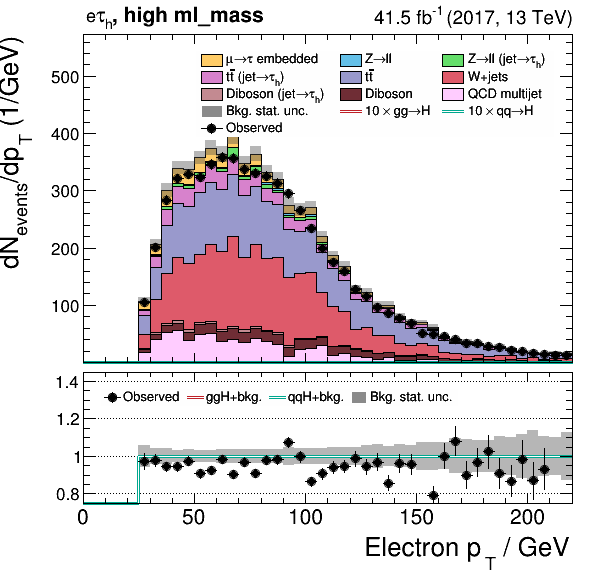 eτh, high ml_mass 41.5 fb-1 (2017, 13 TeV)
dNevents/dpT (1/GeV)
500
400
300
200
100
μ→τ embedded Z→ll Z→ll (jet→τh)
tt̄ (jet→τh) tt̄ W+jets
Diboson (jet→τh) Diboson QCD multijet
Bkg. stat. unc. 10 × gg→H 10 × qq→H
Observed
1.4
1.2
1
0.8
Observed ggH+bkg. qqH+bkg. Bkg. stat. unc.
0 50 100 150 200
Electron pT / GeV